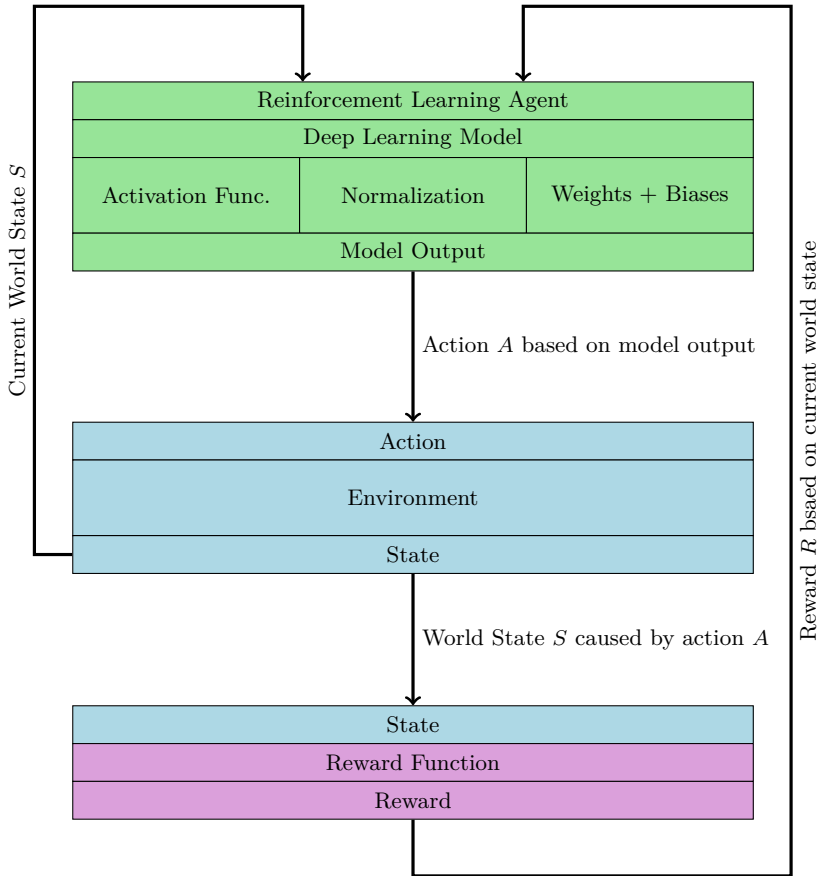 Reinforcement Learning Agent
Deep Learning Model
Activation Func.
Normalization
Weights + Biases
Model Output
Current World State S
Action A based on model output
Action
Environment
State
World State S caused by action A
State
Reward Function
Reward
Reward R bsaed on current world state